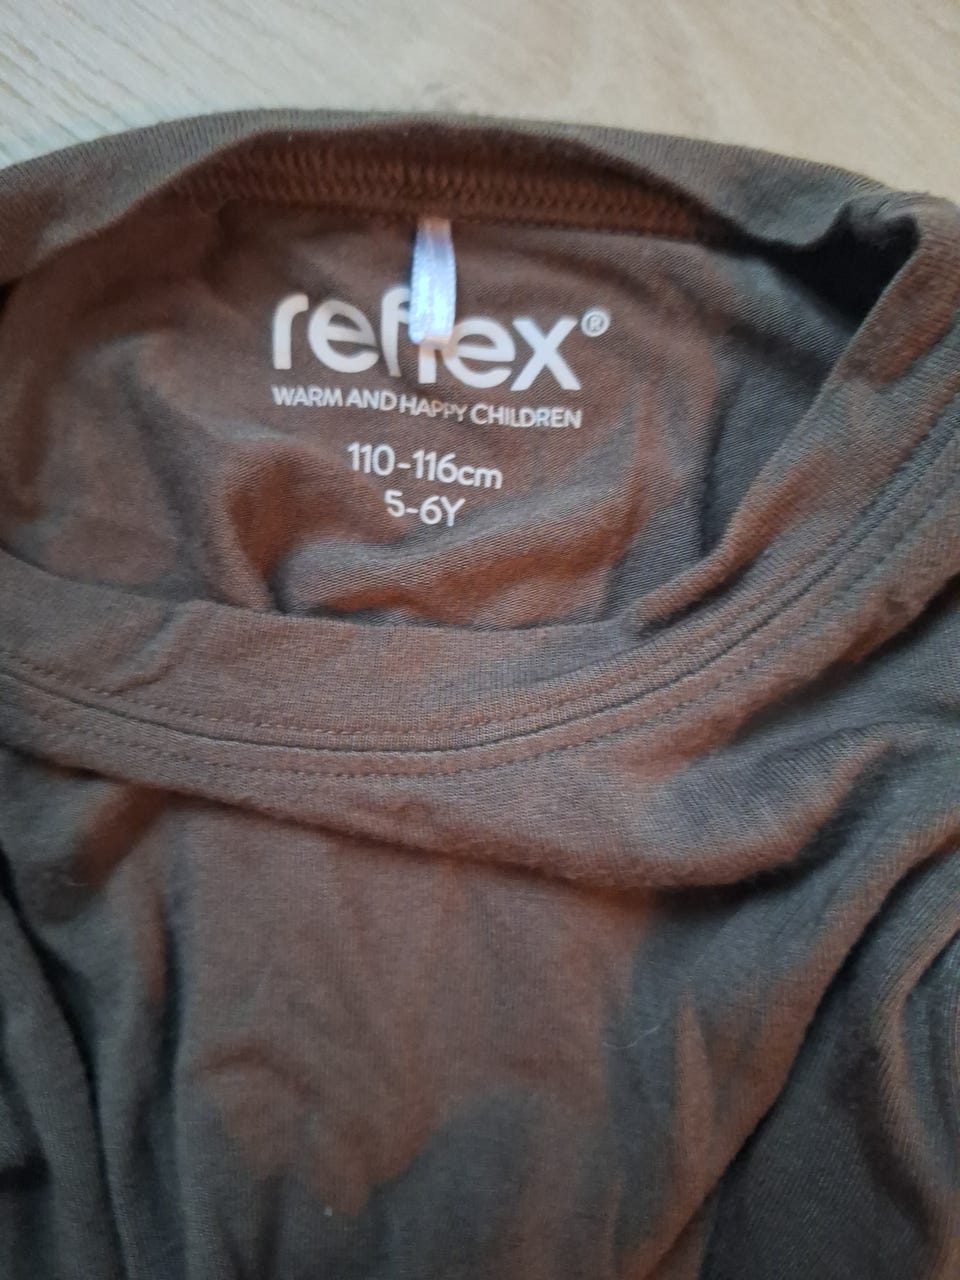 reflex®
WARM AND HAPPY CHILDREN
110-116cm
5-6Y